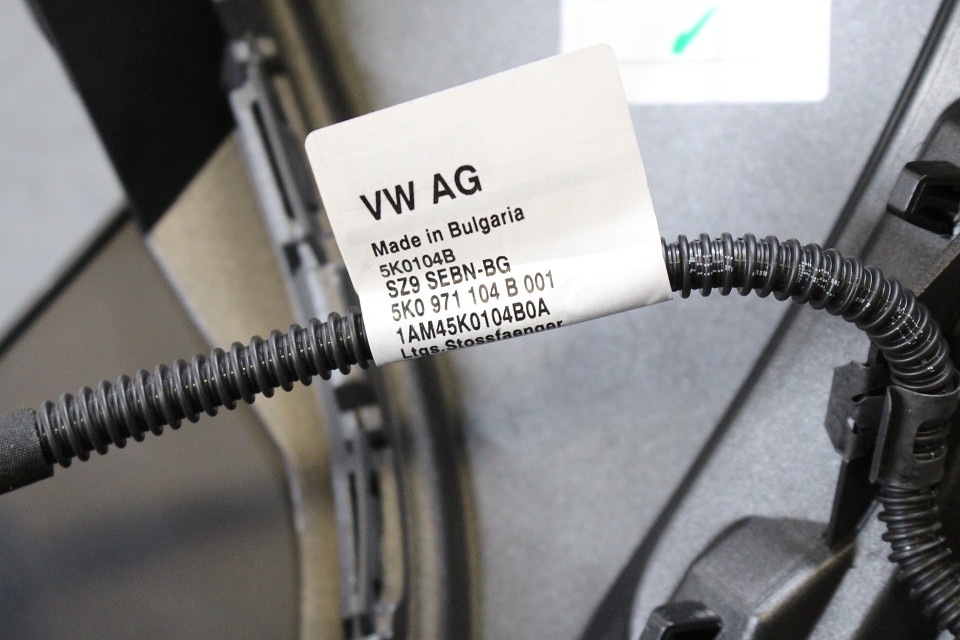 VW AG
Made in Bulgaria
5K0104B
SZ9 SEBN-BG
5K0 971 104 B 001
1AM45K0104B0A
Ltgs.Stossfaenger